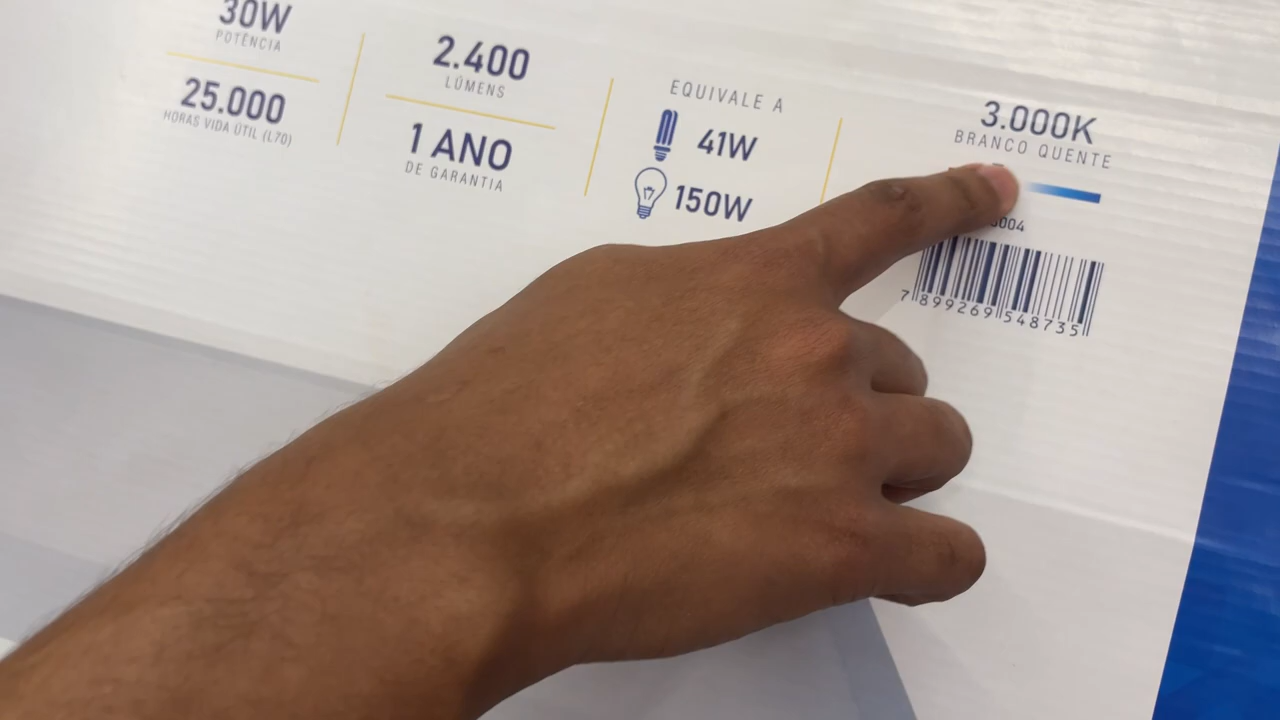 30W
POTÊNCIA
25.000
HORAS VIDA ÚTIL (L70)
2.400
LÚMENS
1 ANO
DE GARANTIA
EQUIVALE A
41W
150W
3.000K
BRANCO QUENTE
004
7 899269 548735